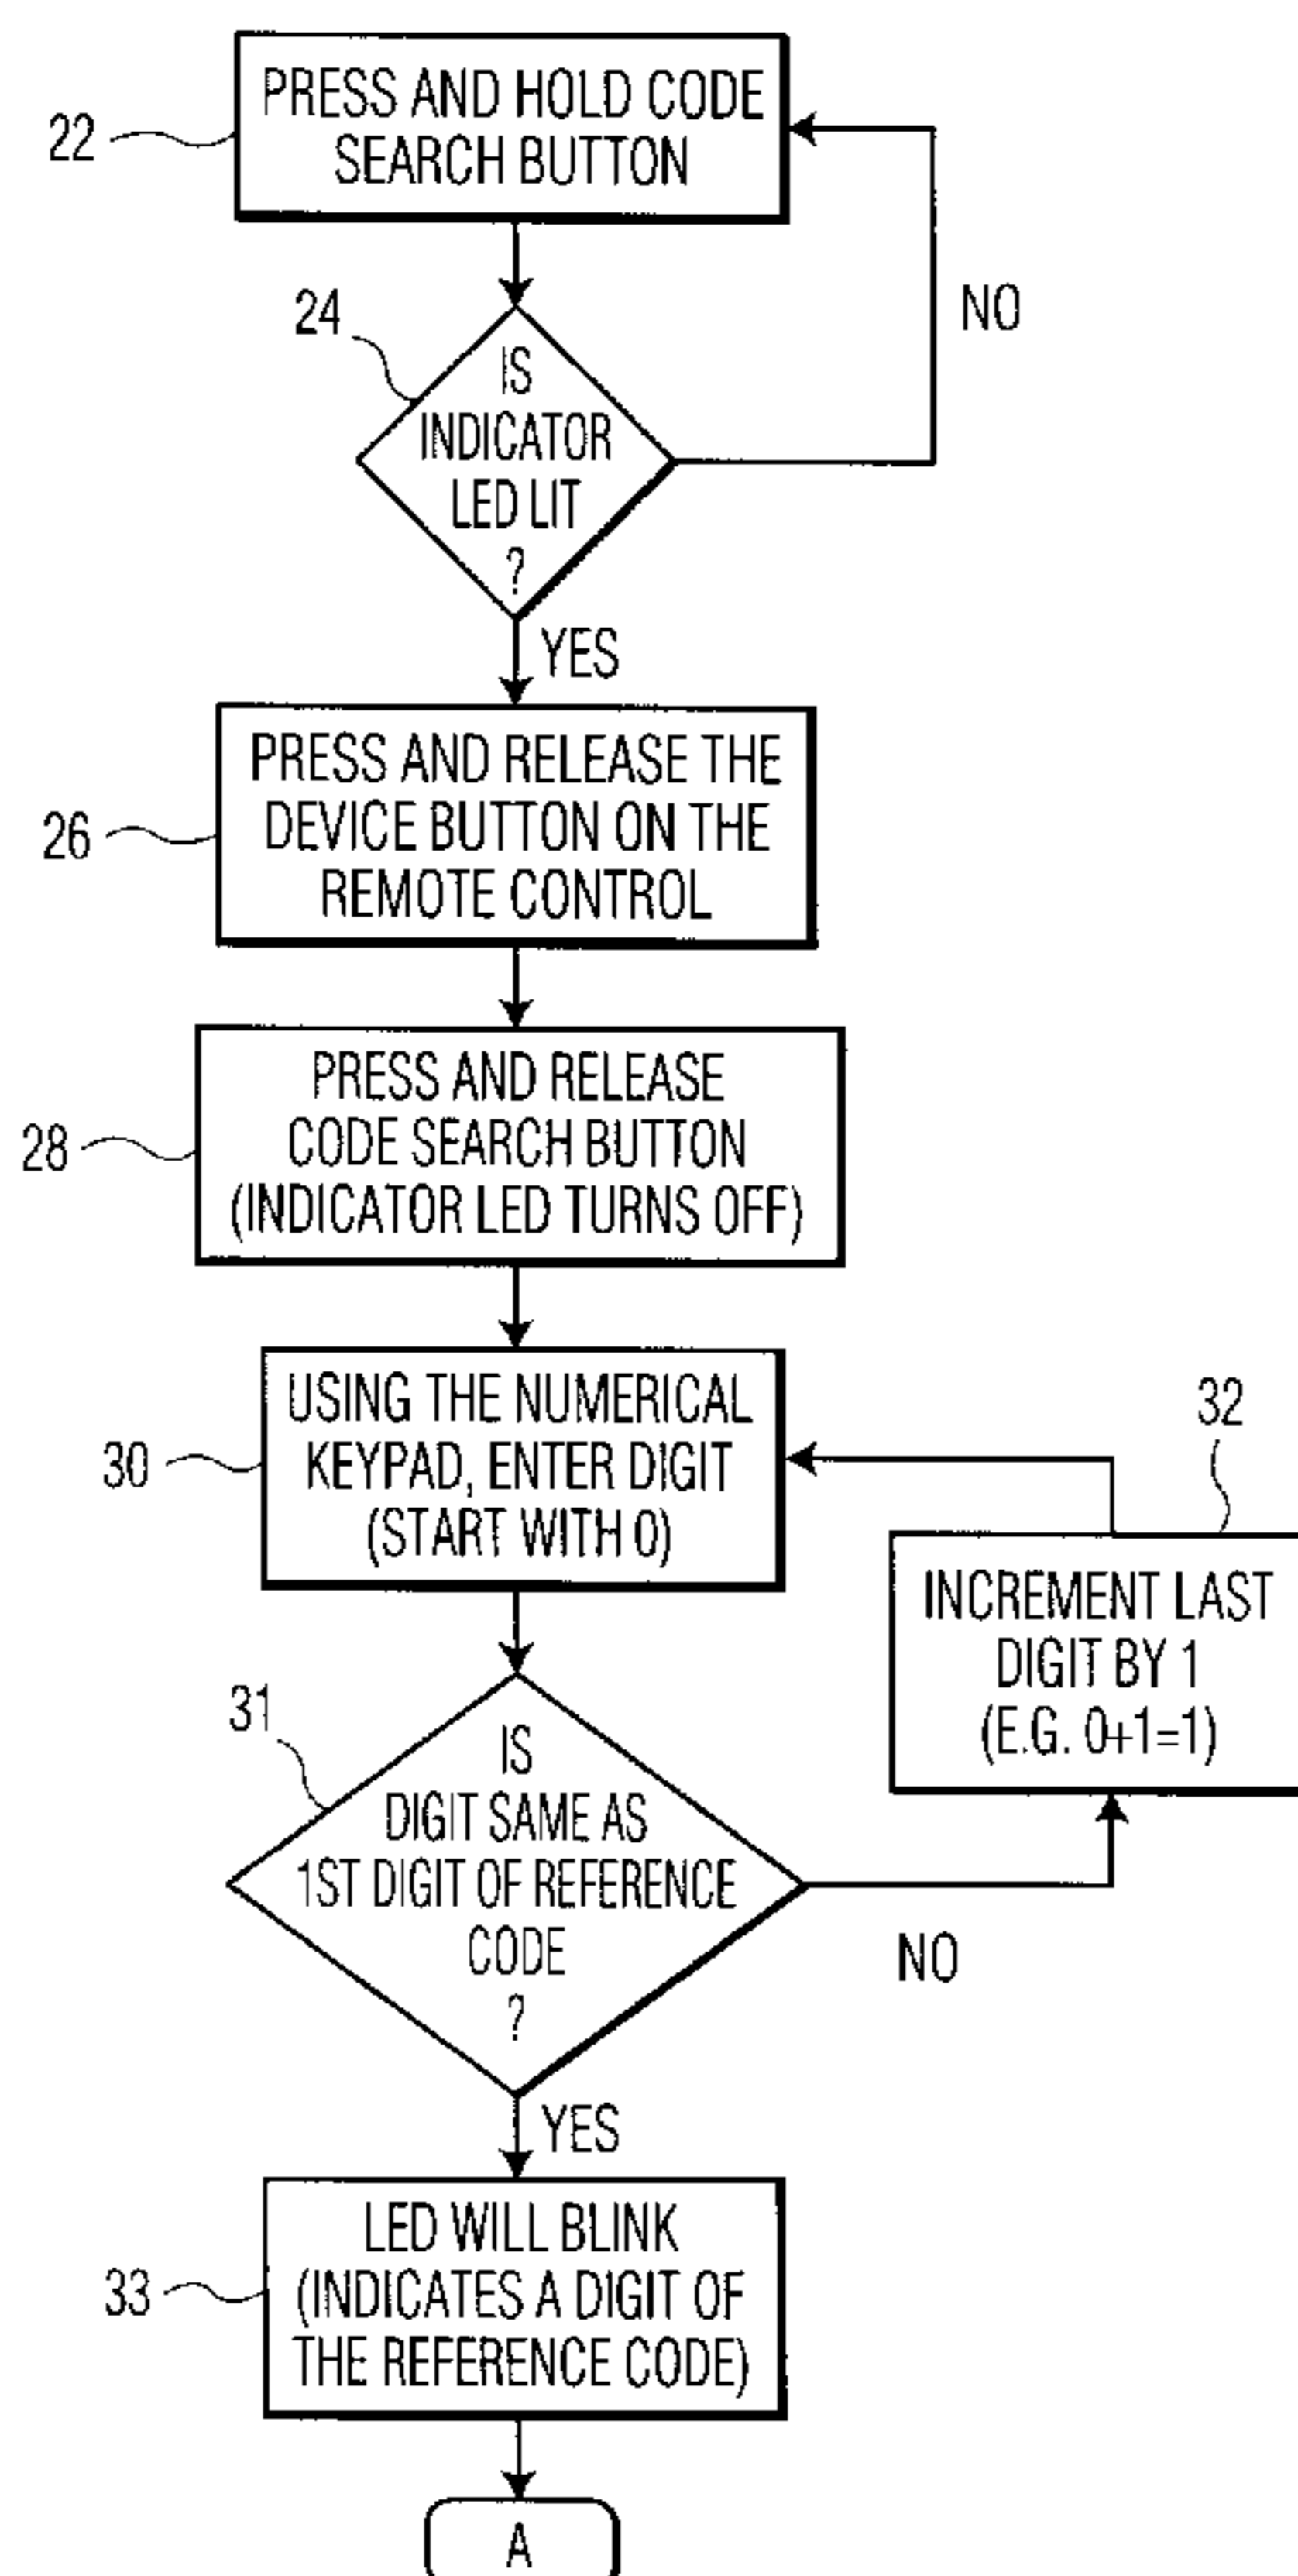 PRESS AND HOLD CODE
SEARCH BUTTON
22
NO
24
IS
INDICATOR
LED LIT
?
YES
PRESS AND RELEASE THE
DEVICE BUTTON ON THE
REMOTE CONTROL
26
PRESS AND RELEASE
CODE SEARCH BUTTON
(INDICATOR LED TURNS OFF)
28
USING THE NUMERICAL
KEYPAD, ENTER DIGIT
(START WITH 0)
30
32
INCREMENT LAST
DIGIT BY 1
(E.G. 0+1=1)
31
IS
DIGIT SAME AS
1ST DIGIT OF REFERENCE
CODE
?
NO
YES
LED WILL BLINK
(INDICATES A DIGIT OF
THE REFERENCE CODE)
33
A